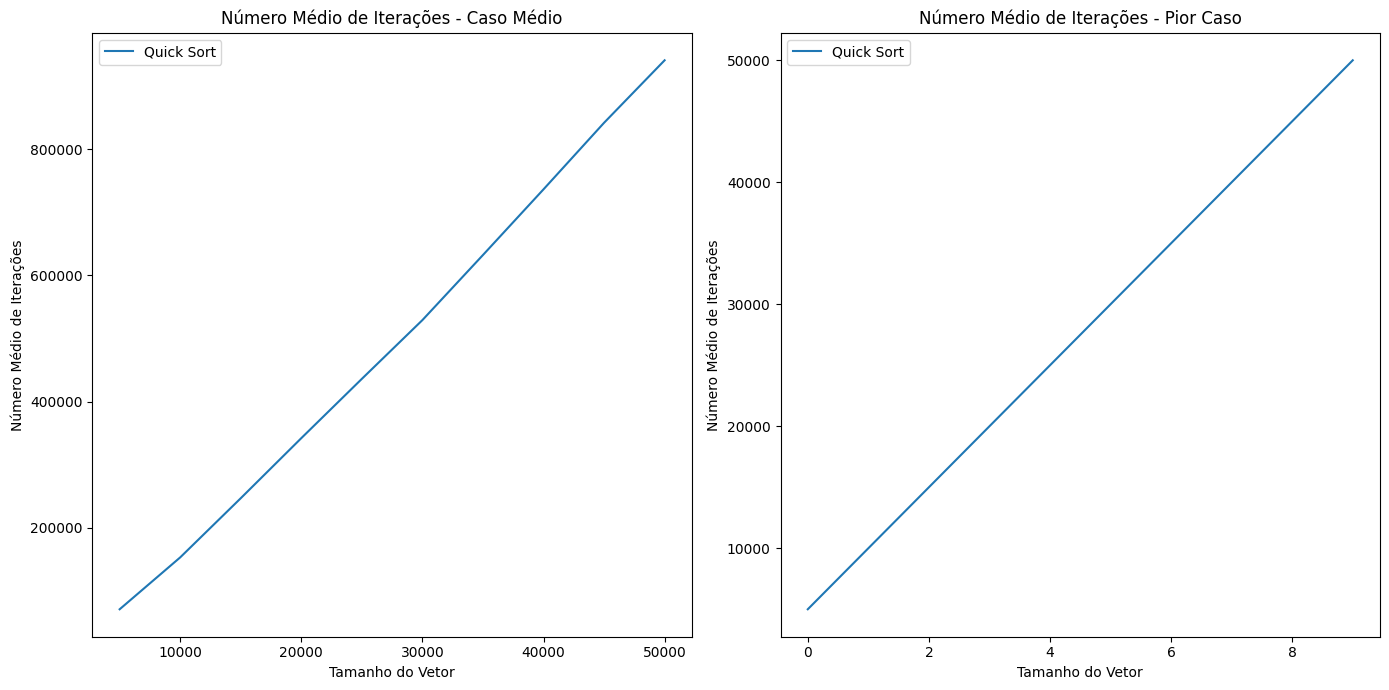 Número Médio de Iterações - Caso Médio
Quick Sort
Número Médio de Iterações
800000
600000
400000
200000
10000
20000
30000
40000
50000
Tamanho do Vetor
Número Médio de Iterações - Pior Caso
Quick Sort
Número Médio de Iterações
50000
40000
30000
20000
10000
0
2
4
6
8
Tamanho do Vetor